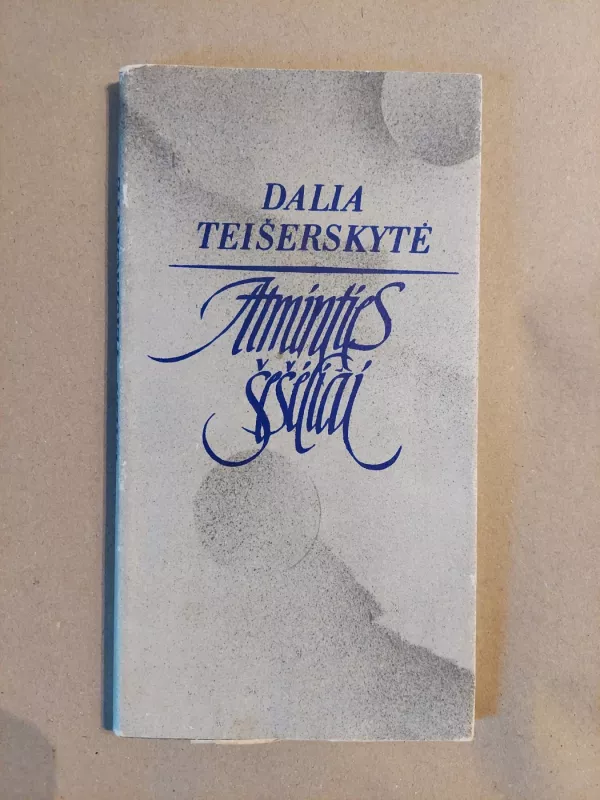 DALIA
TEIŠERSKYTĖ
Atminties
šešėliai